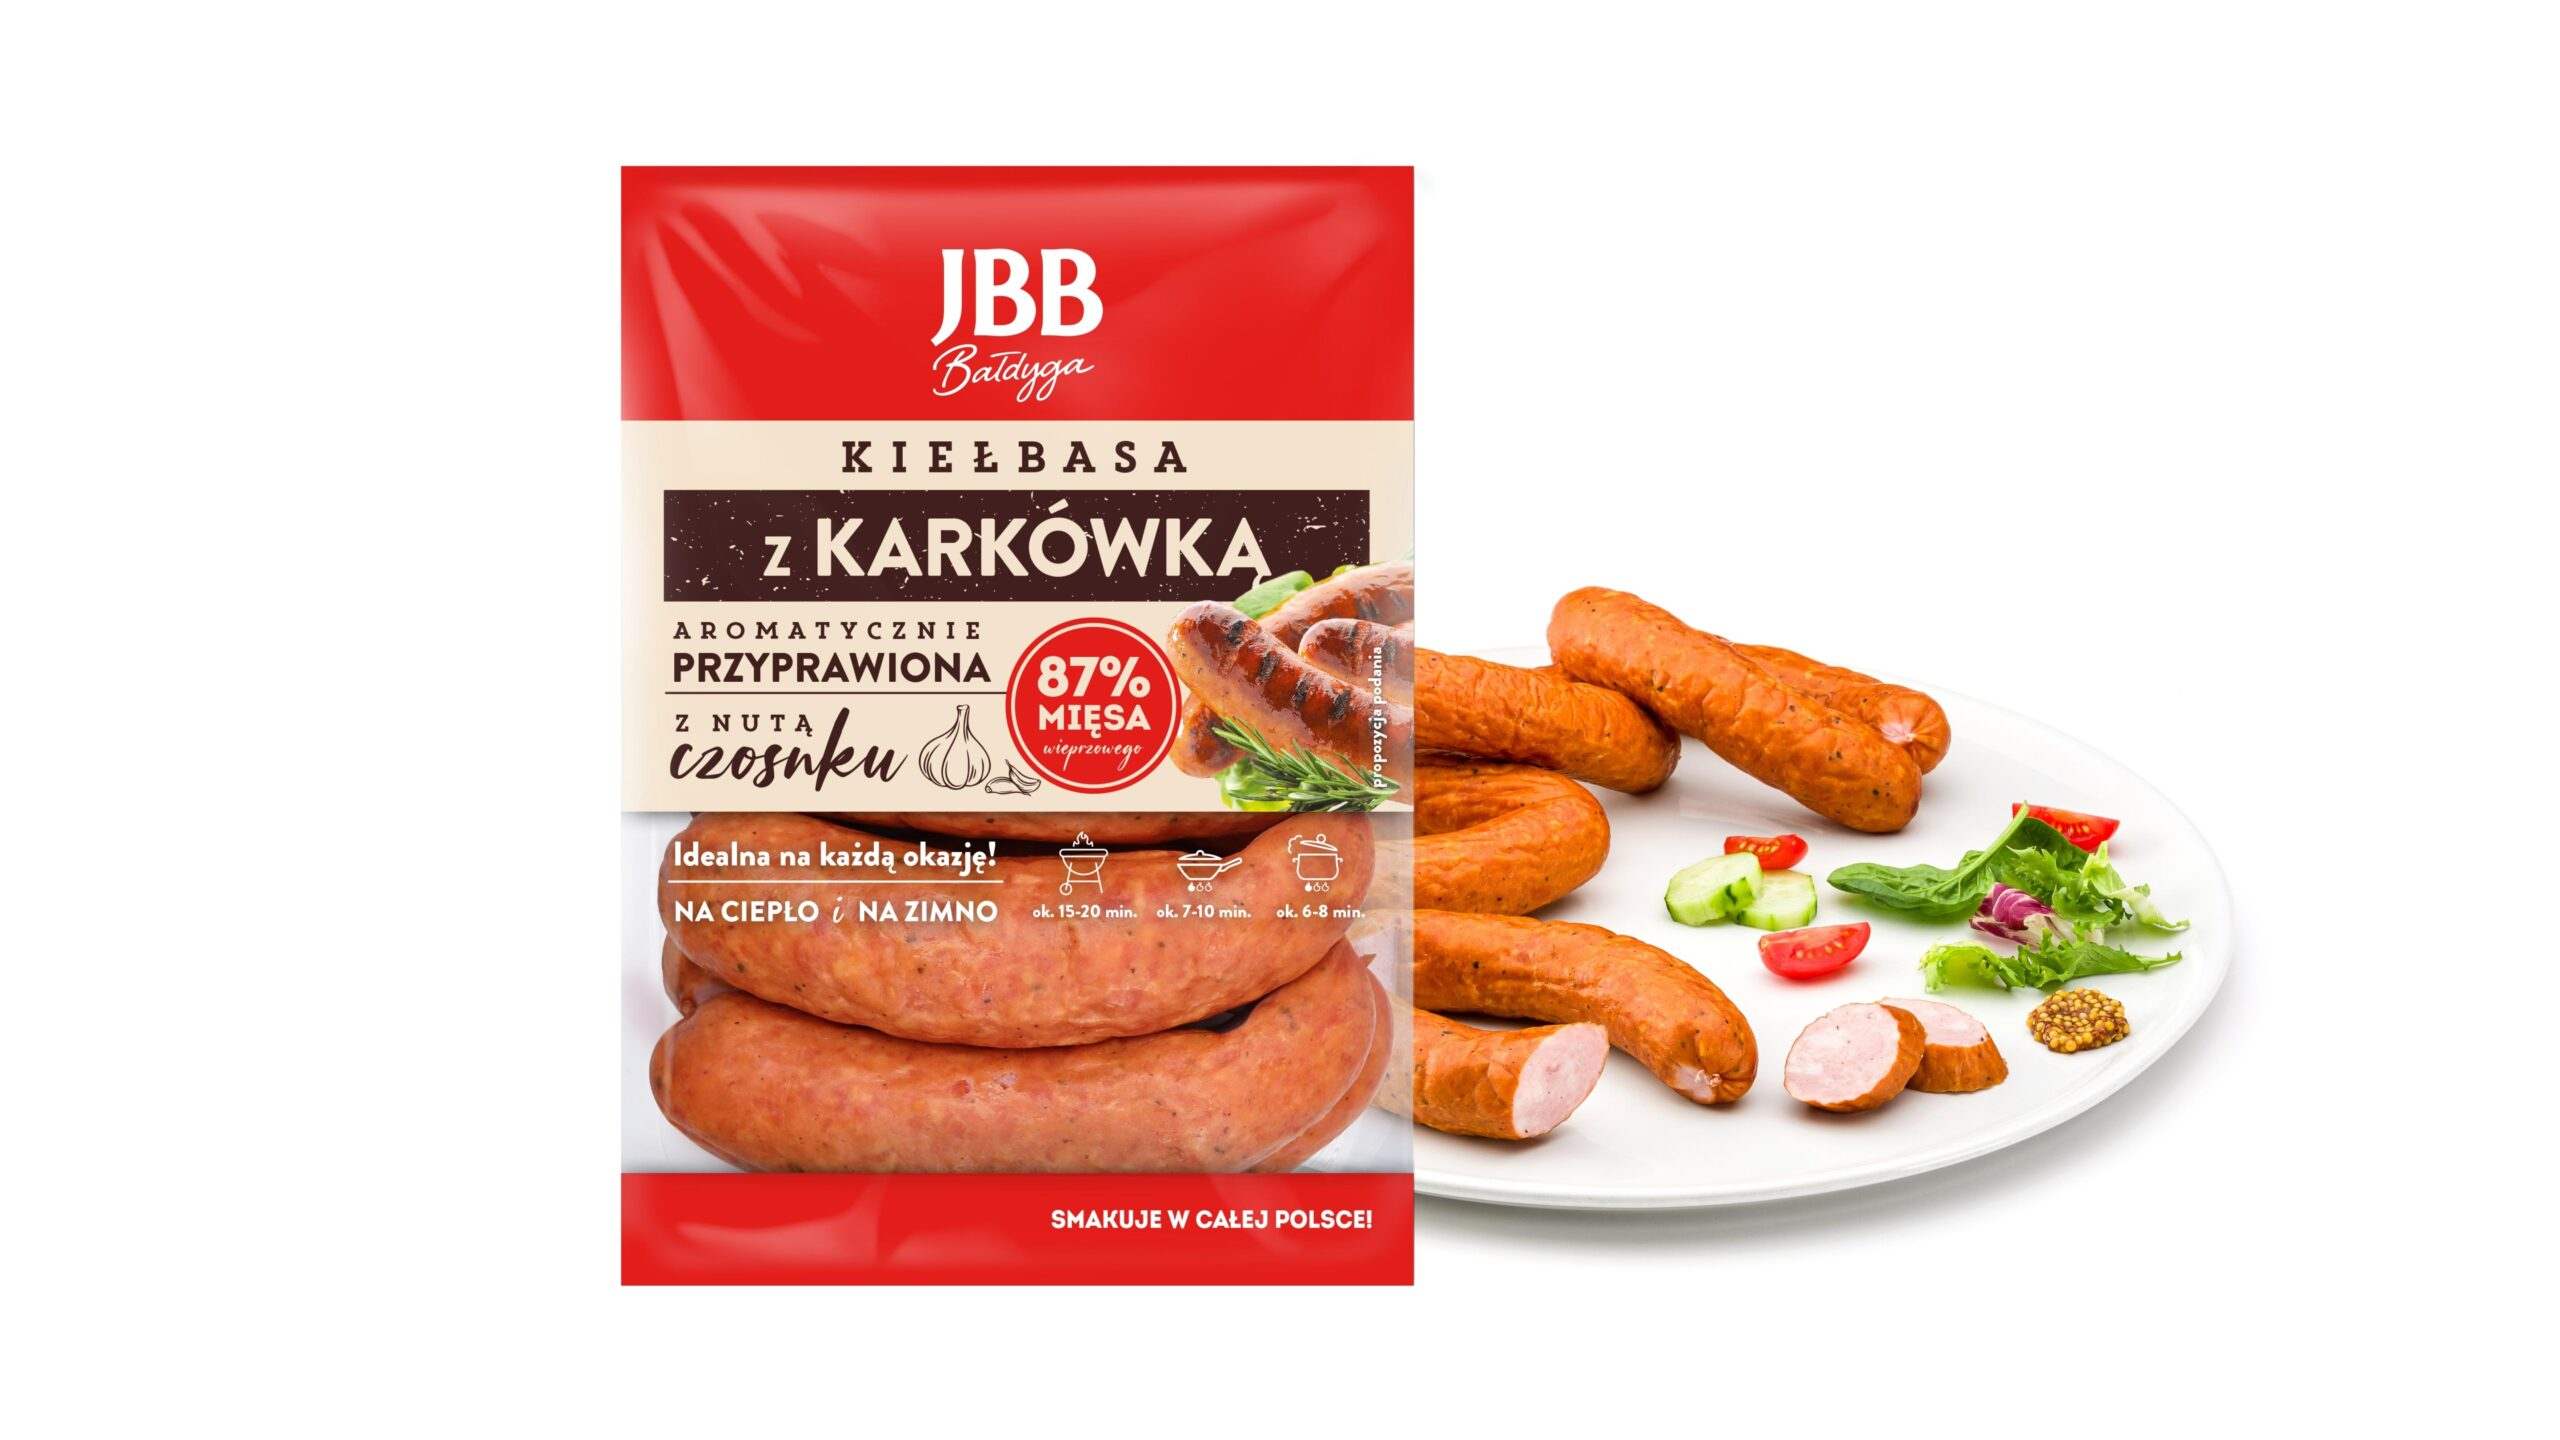 JBB
Bałdyga
KIEŁBASA
z KARKÓWKĄ
AROMATYCZNIE
PRZYPRAWIONA
Z NUTĄ
czosnku
87%
MIĘSA
wieprzowego
propozycja podania
Idealna na każdą okazję!
NA CIEPŁO i NA ZIMNO
ok. 15-20 min.
ok. 7-10 min.
ok. 6-8 min.
SMAKUJE W CAŁEJ POLSCE!